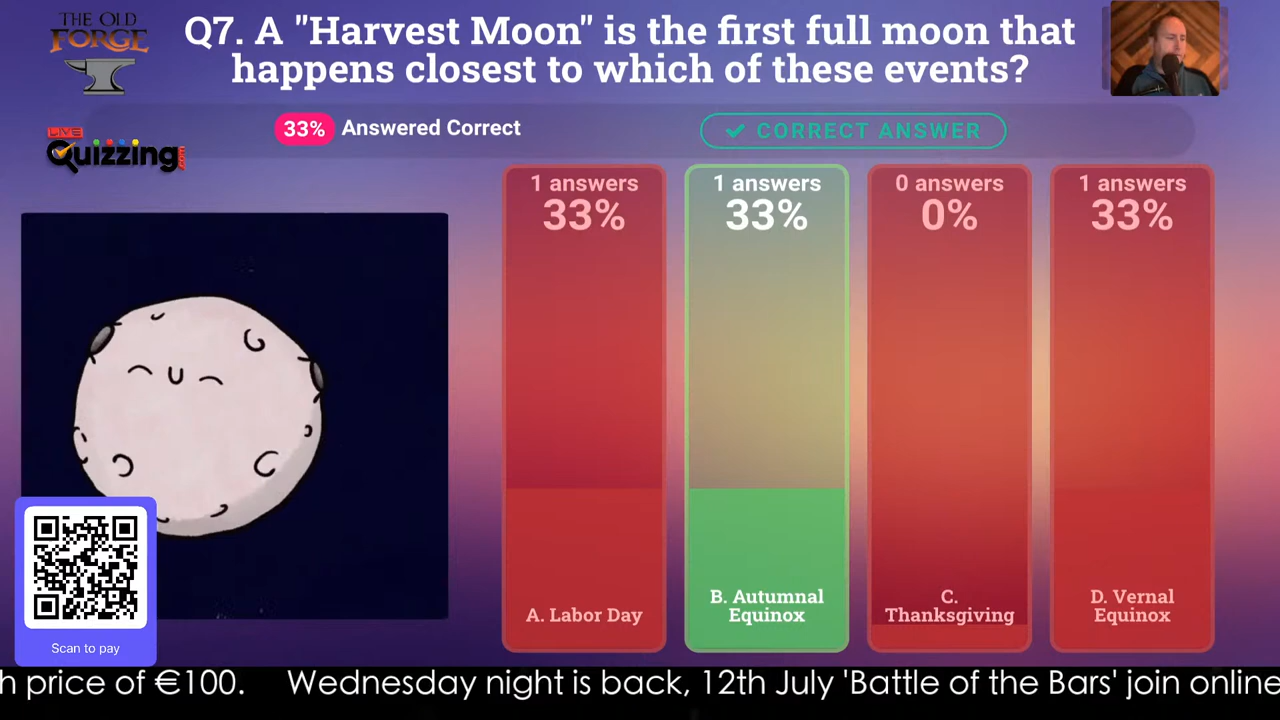 THE OLD
FORGE
Q7. A "Harvest Moon" is the first full moon that
happens closest to which of these events?
33% Answered Correct
CORRECT ANSWER
LIVE
Quizzing.com
1 answers
33%
1 answers
33%
0 answers
0%
1 answers
33%
A. Labor Day
B. Autumnal
Equinox
C.
Thanksgiving
D. Vernal
Equinox
Scan to pay
h price of €100. Wednesday night is back, 12th July 'Battle of the Bars' join online